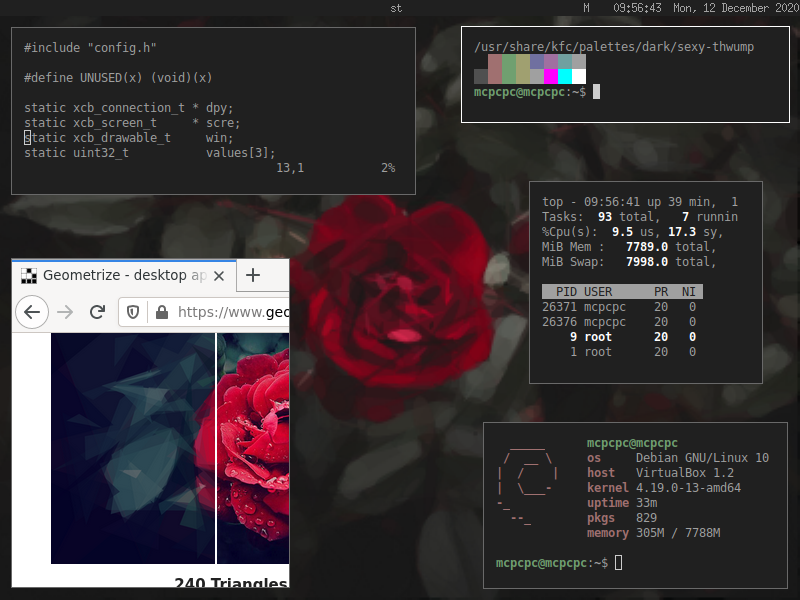 st
M 09:56:43 Mon, 12 December 2020
#include "config.h"
#define UNUSED(x) (void)(x)
static xcb_connection_t * dpy;
static xcb_screen_t     * scre;
static xcb_drawable_t     win;
static uint32_t           values[3];
13,1           2%
/usr/share/kfc/palettes/dark/sexy-thwump
mcpcpc@mcpcpc:~$
top - 09:56:41 up 39 min,  1
Tasks:  93 total,   7 runnin
%Cpu(s):  9.5 us, 17.3 sy,
MiB Mem :   7789.0 total,
MiB Swap:   7998.0 total,
PID USER      PR  NI
26371 mcpcpc    20   0
26376 mcpcpc    20   0
9 root      20   0
1 root      20   0
Geometrize - desktop ap
https://www.geo
240 Triangles
mcpcpc@mcpcpc
os     Debian GNU/Linux 10
host   VirtualBox 1.2
kernel 4.19.0-13-amd64
uptime 33m
pkgs   829
memory 305M / 7788M
mcpcpc@mcpcpc:~$